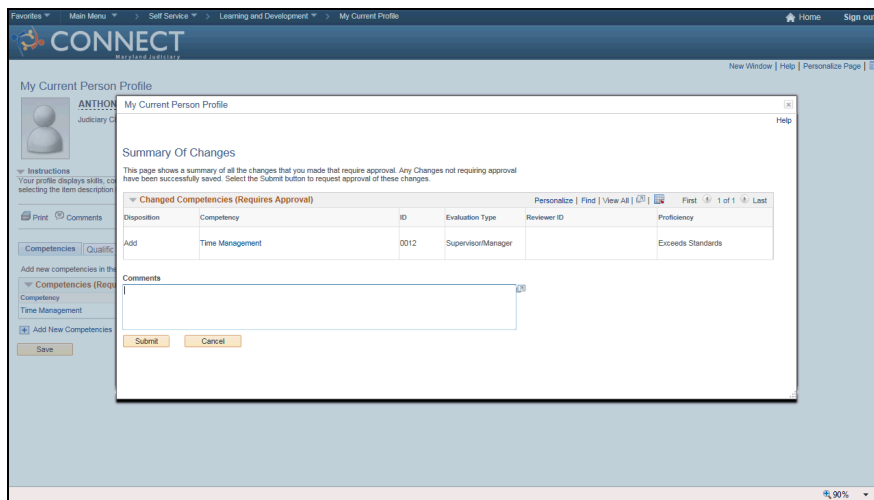 Favorites Main Menu > Self Service > Learning and Development > My Current Profile Home Sign out
CONNECT
Maryland Judiciary
New Window | Help | Personalize Page |
My Current Person Profile
ANTHON
Judiciary Cl
My Current Person Profile
Help
Summary Of Changes
This page shows a summary of all the changes that you made that require approval. Any Changes not requiring approval
have been successfully saved. Select the Submit button to request approval of these changes.
Instructions
Your profile displays skills, co
selecting the item description
Print Comments
Changed Competencies (Requires Approval) Personalize | Find | View All | | First 1 of 1 Last
Disposition Competency ID Evaluation Type Reviewer ID Proficiency
Add Time Management 0012 Supervisor/Manager Exceeds Standards
Competencies Qualific
Add new competencies in the
Competencies (Requ
Competency
Time Management
Add New Competencies
Save
Comments
Submit Cancel
90%